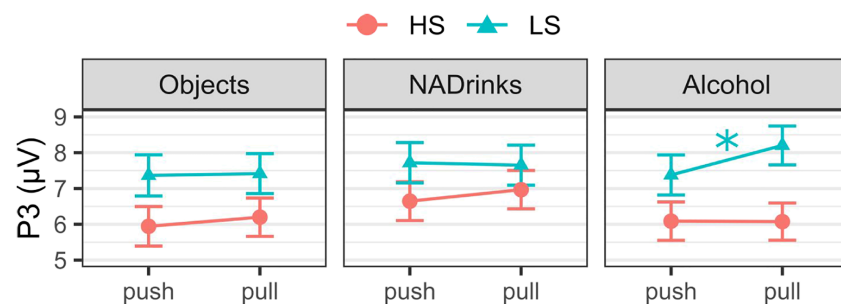 HS LS
Objects NADrinks Alcohol
P3 (µV)
9
8
7
6
5
*
push pull push pull push pull